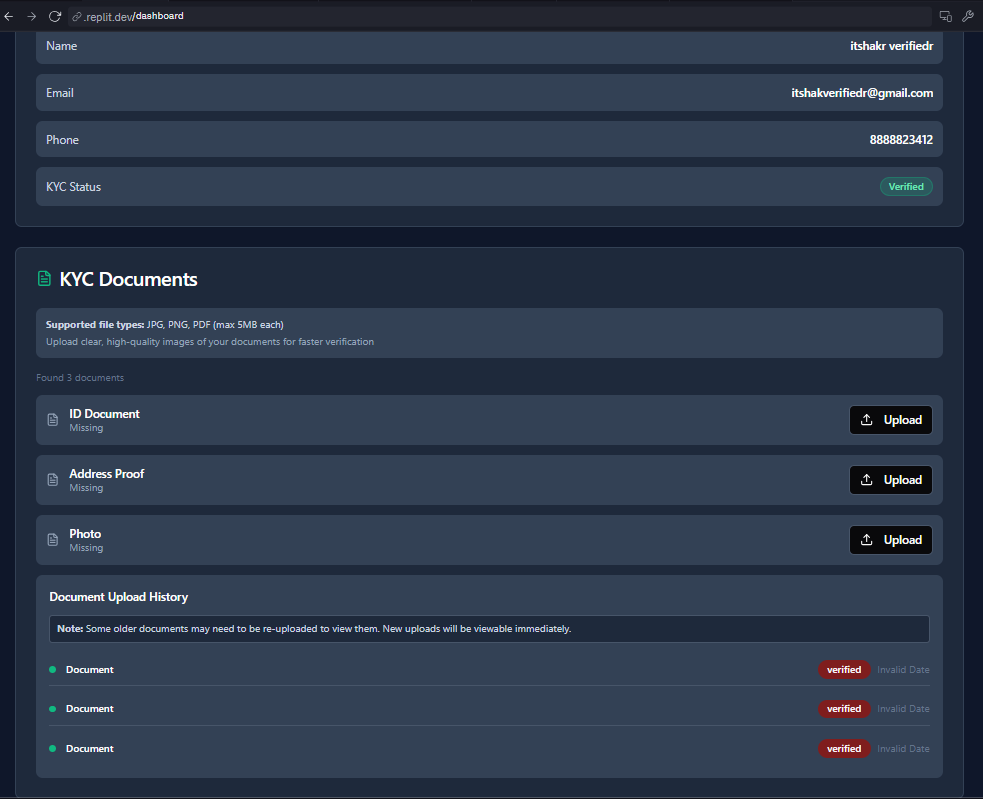 .replit.dev/dashboard
Name itshakr verifiedr
Email itshakverifiedr@gmail.com
Phone 8888823412
KYC Status Verified
KYC Documents
Supported file types: JPG, PNG, PDF (max 5MB each)
Upload clear, high-quality images of your documents for faster verification
Found 3 documents
ID Document
Missing
Upload
Address Proof
Missing
Upload
Photo
Missing
Upload
Document Upload History
Note: Some older documents may need to be re-uploaded to view them. New uploads will be viewable immediately.
Document verified Invalid Date
Document verified Invalid Date
Document verified Invalid Date